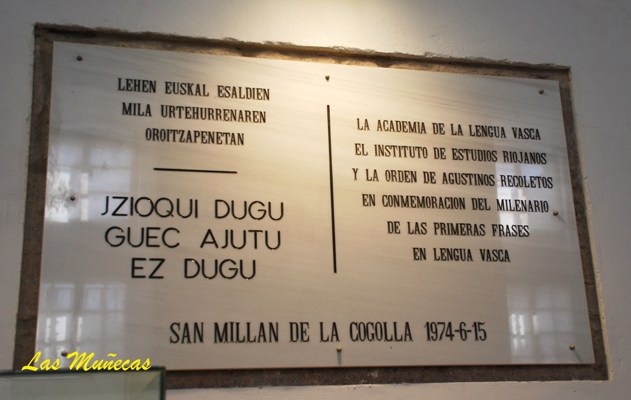 LEHEN EUSKAL ESALDIEN
MILA URTEHURRENAREN
OROITZAPENETAN
JZIOQUI DUGU
GUEC AJUTU
EZ DUGU
LA ACADEMIA DE LA LENGUA VASCA
EL INSTITUTO DE ESTUDIOS RIOJANOS
Y LA ORDEN DE AGUSTINOS RECOLETOS
EN CONMEMORACION DEL MILENARIO
DE LAS PRIMERAS FRASES
EN LENGUA VASCA
SAN MILLAN DE LA COGOLLA 1974-6-15
Las Muñecas